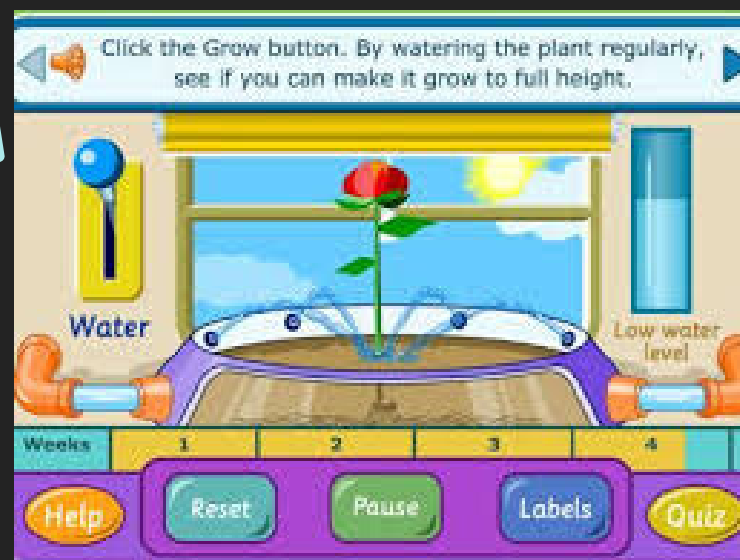 Click the Grow button. By watering the plant regularly,
see if you can make it grow to full height.
Water
Low water
level
Weeks 1 2 3 4
Help Reset Pause Labels Quiz